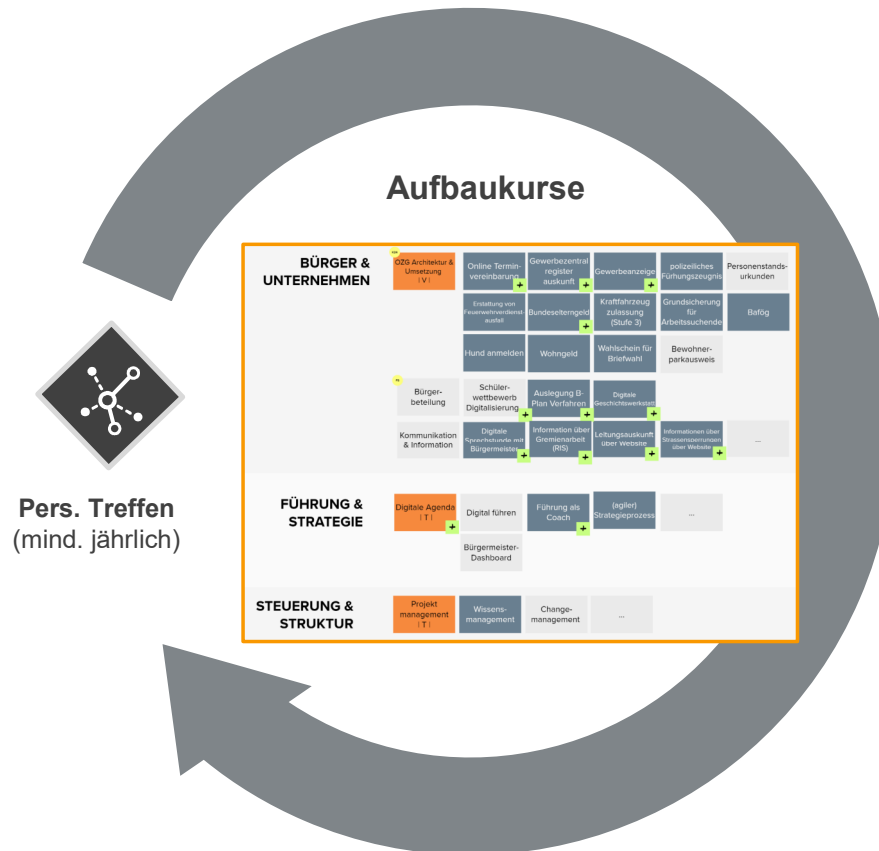 Aufbaukurse
BÜRGER &
UNTERNEHMEN
OZG Architektur &
Umsetzung
| V |
Online Termin-
vereinbarung
Gewerbezentral
register
auskunft
Gewerbeanzeige
polizeiliches
Führungszeugnis
Personenstands-
urkunden
Erstattung von
Feuerwehrverdienst-
ausfall
Bundeselterngeld
Kraftfahrzeug
zulassung
(Stufe 3)
Grundsicherung
für
Arbeitssuchende
Bafög
Hund anmelden
Wohngeld
Wahlschein für
Briefwahl
Bewohner-
parkausweis
Bürger-
beteilung
Schüler-
wettbewerb
Digitalisierung
Auslegung B-
Plan Verfahren
Digitale
Geschichtswerkstatt
Kommunikation
& Information
Digitale
Sprechstunde mit
Bürgermeister
Information über
Gremienarbeit
(RIS)
Leitungsauskunft
über Website
Informationen über
Strassensperrungen
über Website
...
Pers. Treffen
(mind. jährlich)
FÜHRUNG &
STRATEGIE
Digitale Agenda
| T |
Digital führen
Führung als
Coach
(agiler)
Strategieprozess
...
Bürgermeister-
Dashboard
STEUERUNG &
STRUKTUR
Projekt
management
| T |
Wissens-
management
Change-
management
...